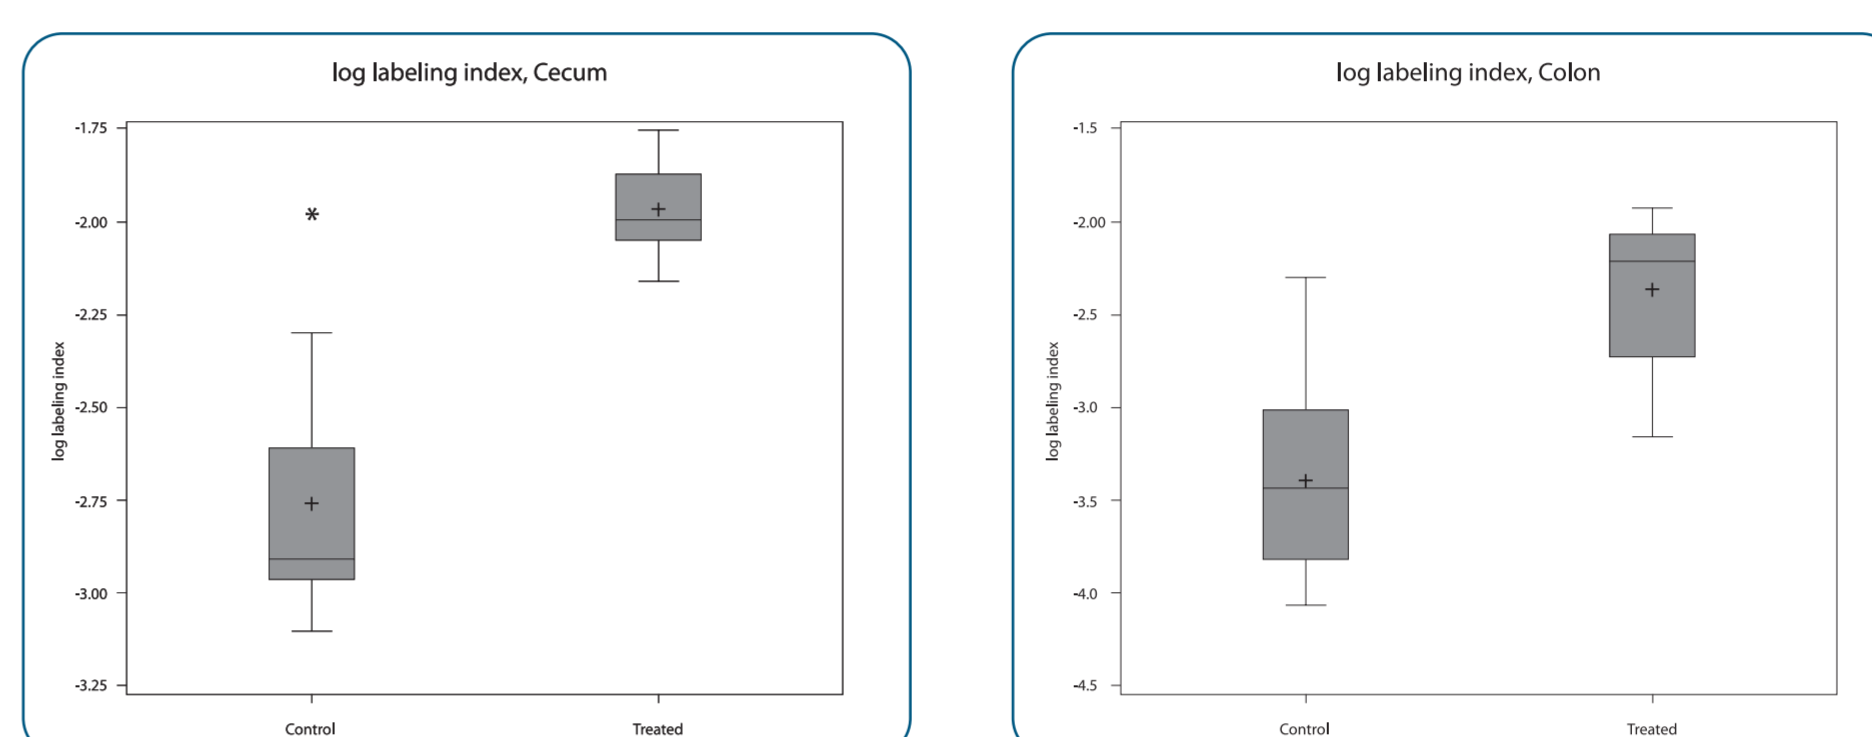 log labeling index, Cecum
-1.75
-2.00
-2.25
-2.50
-2.75
-3.00
-3.25
log labeling index
Control Treated
log labeling index, Colon
-1.5
-2.00
-2.5
-3.0
-3.5
-4.0
-4.5
log labeling index
Control Treated